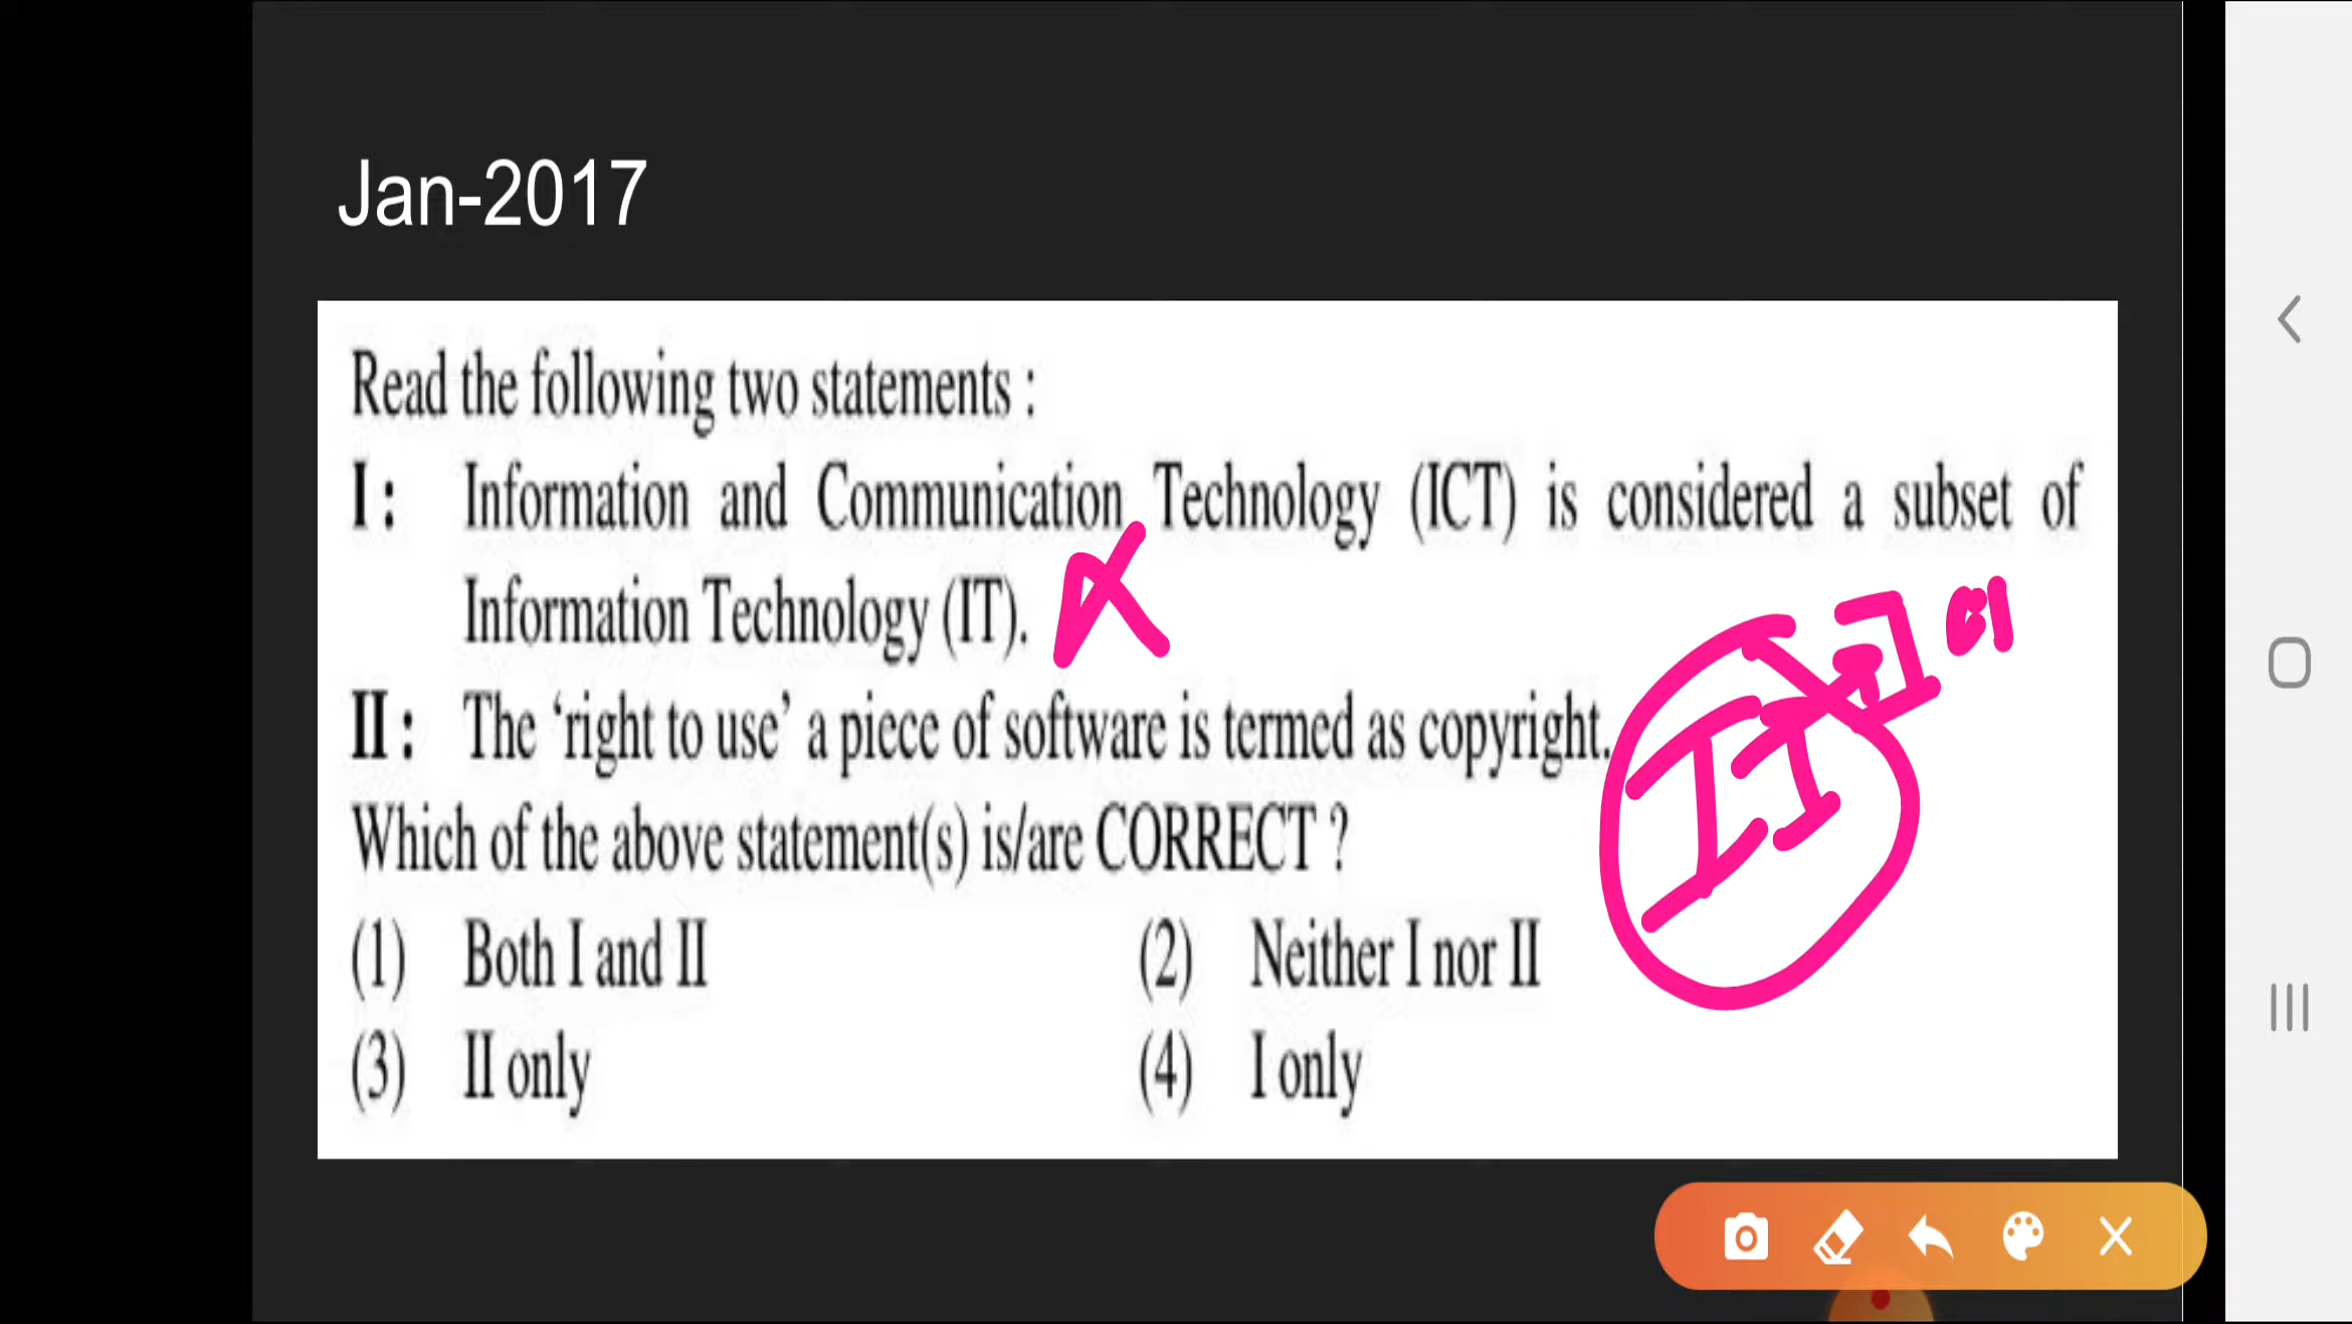 Jan-2017
Read the following two statements :
I : Information and Communication Technology (ICT) is considered a subset of
Information Technology (IT).
II : The ‘right to use’ a piece of software is termed as copyright.
Which of the above statement(s) is/are CORRECT ?
(1) Both I and II (2) Neither I nor II
(3) II only (4) I only
IT